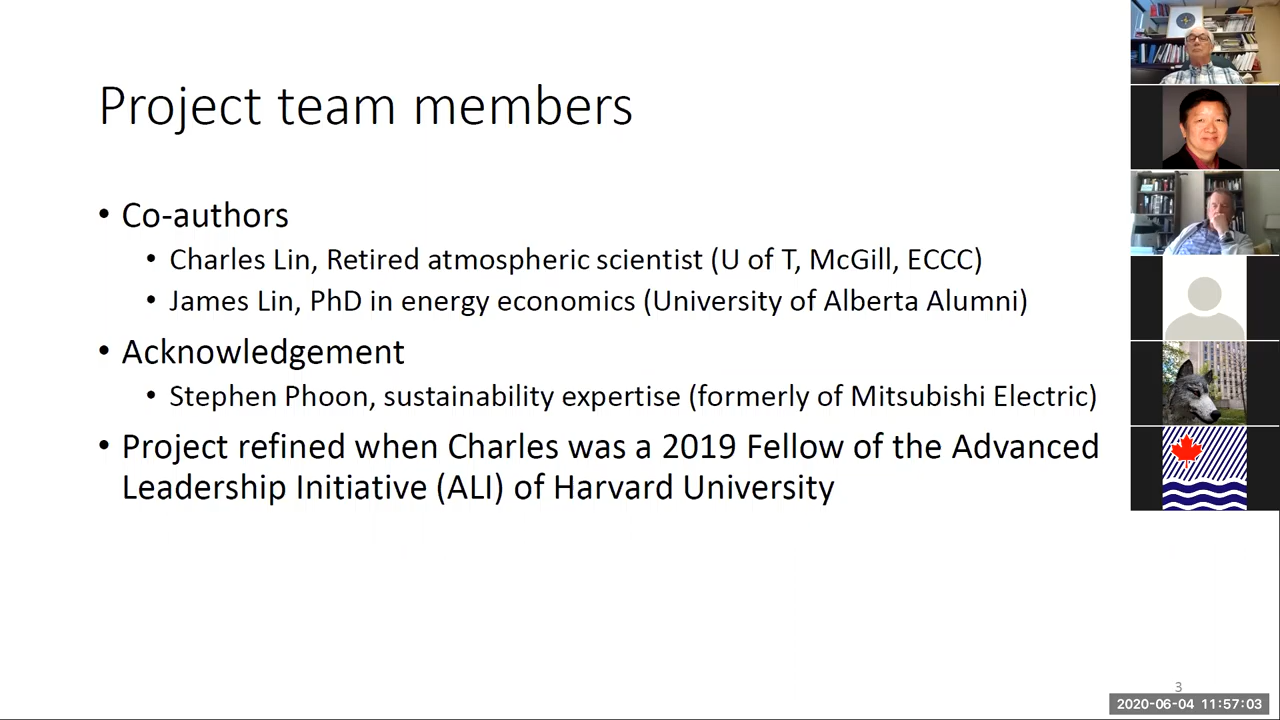 Project team members
• Co-authors
• Charles Lin, Retired atmospheric scientist (U of T, McGill, ECCC)
• James Lin, PhD in energy economics (University of Alberta Alumni)
• Acknowledgement
• Stephen Phoon, sustainability expertise (formerly of Mitsubishi Electric)
• Project refined when Charles was a 2019 Fellow of the Advanced
Leadership Initiative (ALI) of Harvard University
3
2020-06-04 11:57:03